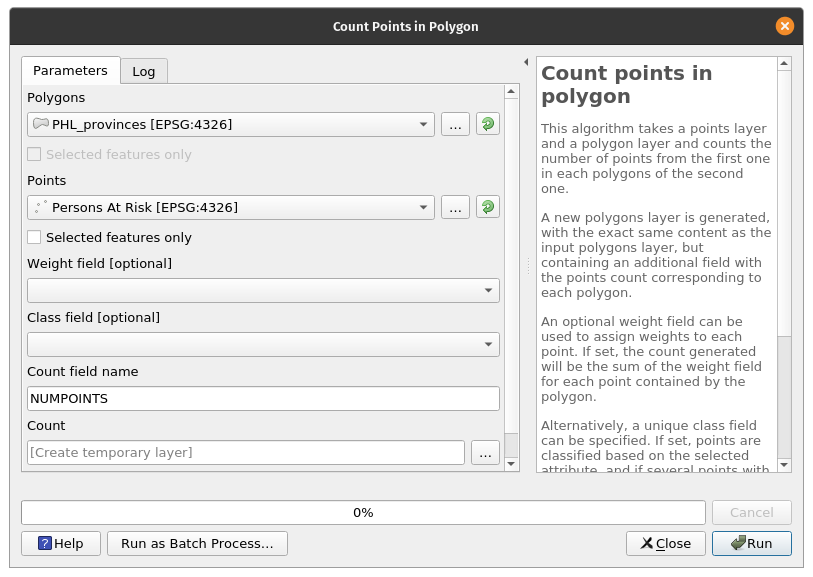 Count Points in Polygon
Parameters
Log
Polygons
PHL_provinces [EPSG:4326]
...
Selected features only
Points
Persons At Risk [EPSG:4326]
...
Selected features only
Weight field [optional]
Class field [optional]
Count field name
NUMPOINTS
Count
[Create temporary layer]
...
Count points in
polygon
This algorithm takes a points layer
and a polygon layer and counts the
number of points from the first one
in each polygons of the second
one.
A new polygons layer is generated,
with the exact same content as the
input polygons layer, but
containing an additional field with
the points count corresponding to
each polygon.
An optional weight field can be
used to assign weights to each
point. If set, the count generated
will be the sum of the weight field
for each point contained by the
polygon.
Alternatively, a unique class field
can be specified. If set, points are
classified based on the selected
attribute, and if several points with
0%
Cancel
Help
Run as Batch Process...
Close
Run